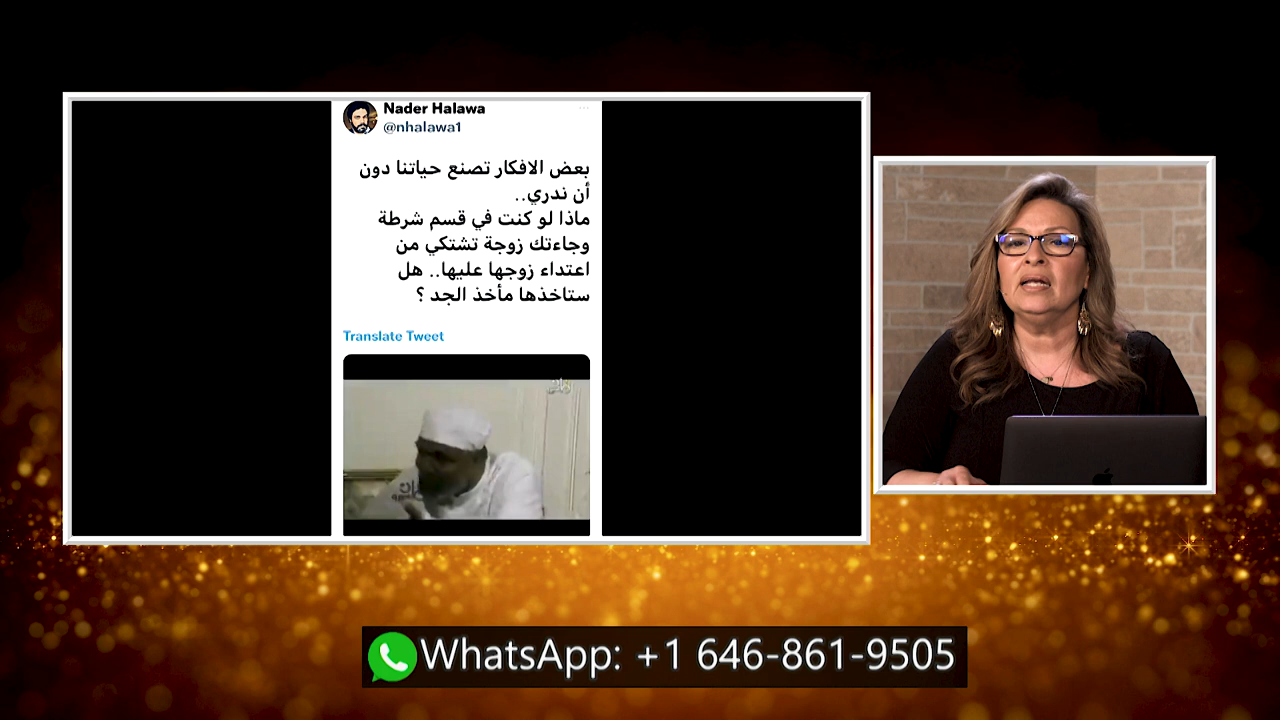 Nader Halawa
@nhalawa1
بعض الافكار تصنع حياتنا دون
أن ندري..
ماذا لو كنت في قسم شرطة
وجاءتك زوجة تشتكي من
اعتداء زوجها عليها.. هل
ستاخذها مأخذ الجد ؟
Translate Tweet
WhatsApp: +1 646-861-9505